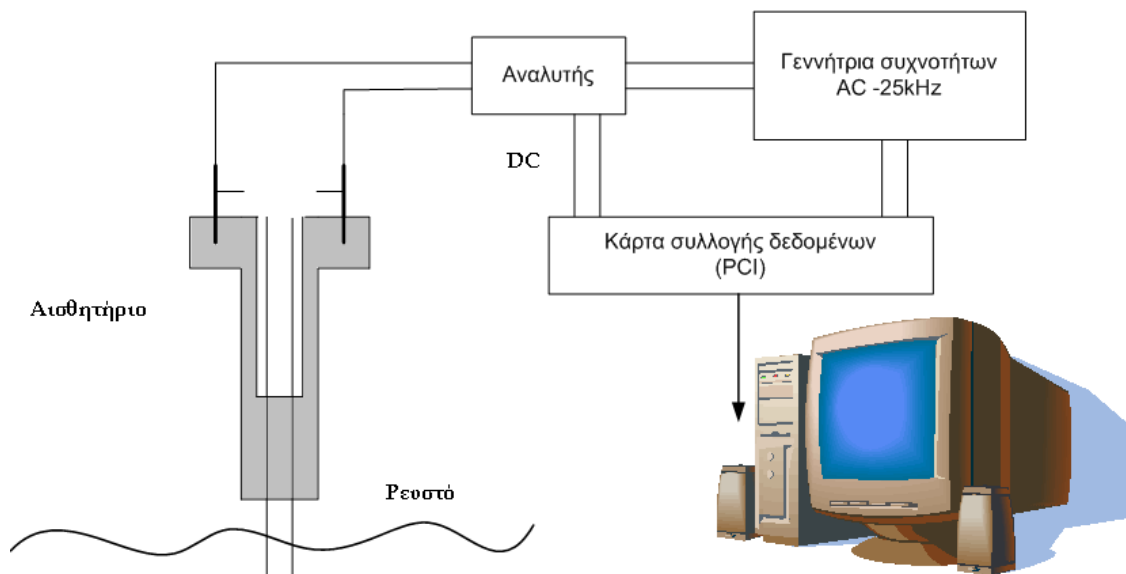 Γεννήτρια συχνοτήτων
AC -25kHz
Αναλυτής
DC
Κάρτα συλλογής δεδομένων
(PCI)
Αισθητήριο
Ρευστό